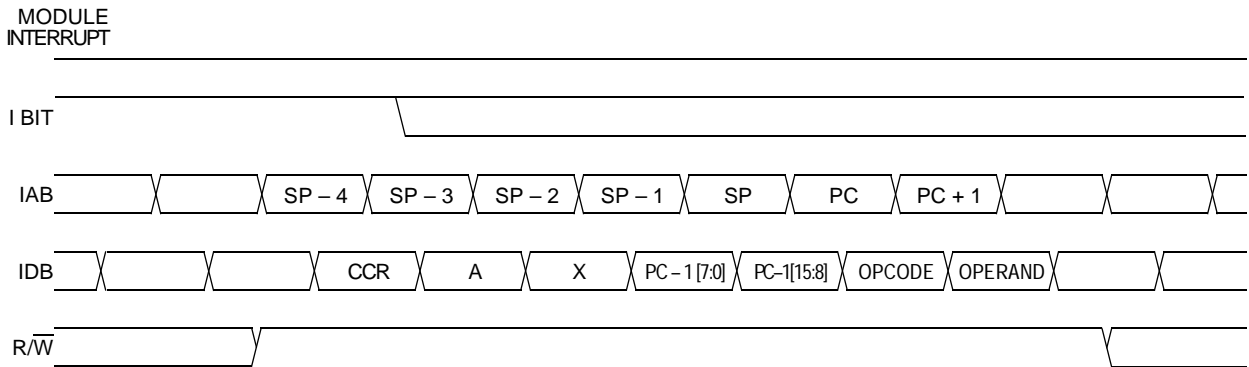 MODULE
INTERRUPT
I BIT
IAB SP – 4 SP – 3 SP – 2 SP – 1 SP PC PC + 1
IDB CCR A X PC – 1 [7:0] PC–1[15:8] OPCODE OPERAND
R/W̅